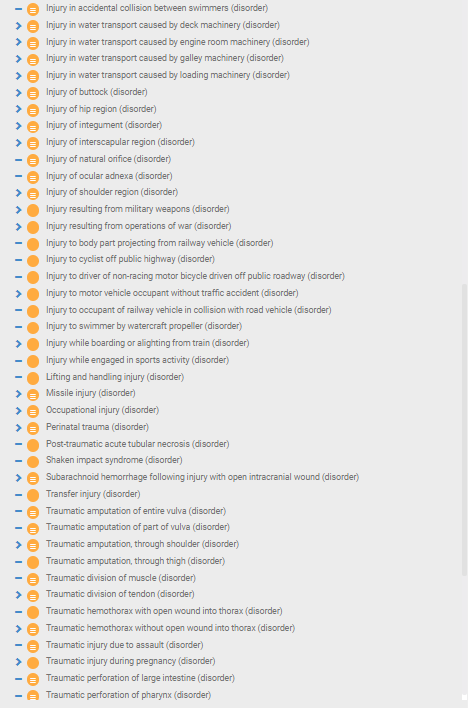 Injury in accidental collision between swimmers (disorder)
Injury in water transport caused by deck machinery (disorder)
Injury in water transport caused by engine room machinery (disorder)
Injury in water transport caused by galley machinery (disorder)
Injury in water transport caused by loading machinery (disorder)
Injury of buttock (disorder)
Injury of hip region (disorder)
Injury of integument (disorder)
Injury of interscapular region (disorder)
Injury of natural orifice (disorder)
Injury of ocular adnexa (disorder)
Injury of shoulder region (disorder)
Injury resulting from military weapons (disorder)
Injury resulting from operations of war (disorder)
Injury to body part projecting from railway vehicle (disorder)
Injury to cyclist off public highway (disorder)
Injury to driver of non-racing motor bicycle driven off public roadway (disorder)
Injury to motor vehicle occupant without traffic accident (disorder)
Injury to occupant of railway vehicle in collision with road vehicle (disorder)
Injury to swimmer by watercraft propeller (disorder)
Injury while boarding or alighting from train (disorder)
Injury while engaged in sports activity (disorder)
Lifting and handling injury (disorder)
Missile injury (disorder)
Occupational injury (disorder)
Perinatal trauma (disorder)
Post-traumatic acute tubular necrosis (disorder)
Shaken impact syndrome (disorder)
Subarachnoid hemorrhage following injury with open intracranial wound (disorder)
Transfer injury (disorder)
Traumatic amputation of entire vulva (disorder)
Traumatic amputation of part of vulva (disorder)
Traumatic amputation, through shoulder (disorder)
Traumatic amputation, through thigh (disorder)
Traumatic division of muscle (disorder)
Traumatic division of tendon (disorder)
Traumatic hemothorax with open wound into thorax (disorder)
Traumatic hemothorax without open wound into thorax (disorder)
Traumatic injury due to assault (disorder)
Traumatic injury during pregnancy (disorder)
Traumatic perforation of large intestine (disorder)
Traumatic perforation of pharynx (disorder)